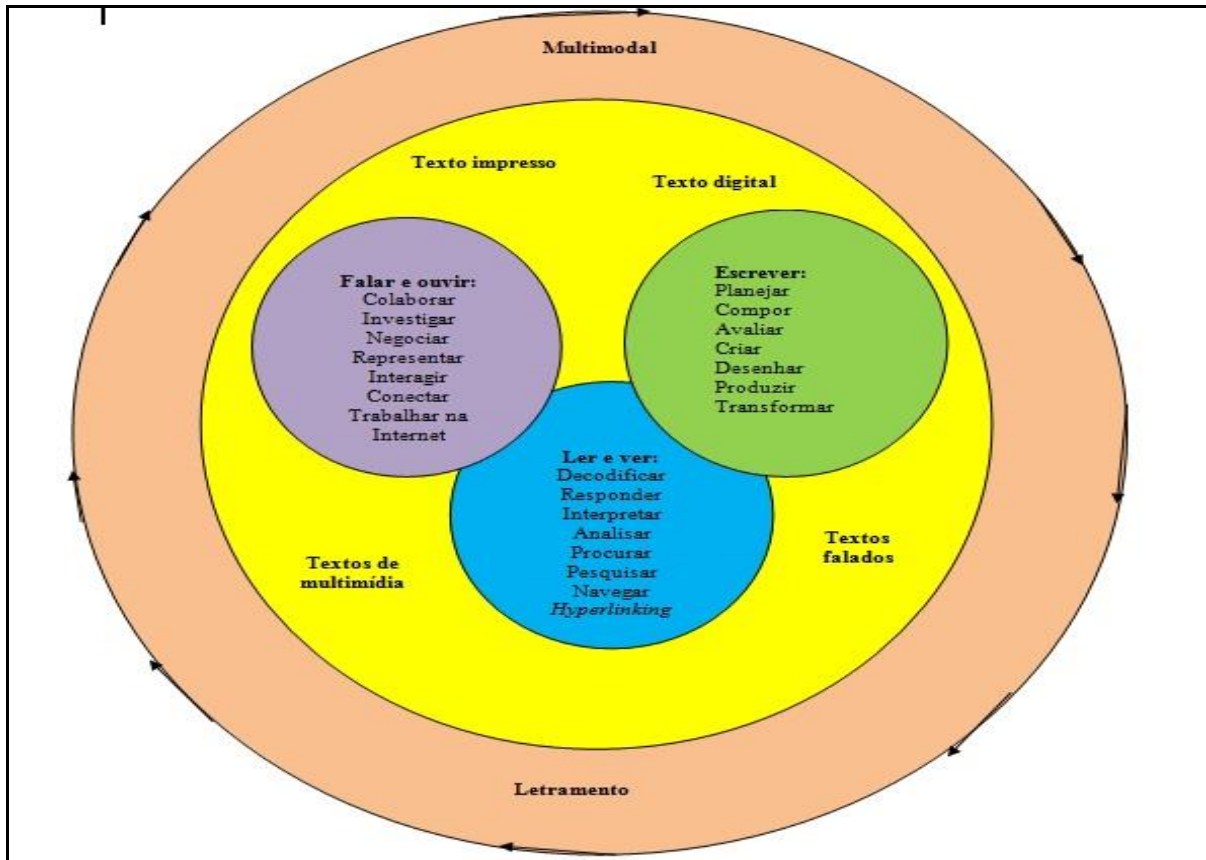 Multimodal
Texto impresso
Texto digital
Falar e ouvir:
Colaborar
Investigar
Negociar
Representar
Interagir
Conectar
Trabalhar na
Internet
Escrever:
Planejar
Compor
Avaliar
Criar
Desenhar
Produzir
Transformar
Ler e ver:
Decodificar
Responder
Interpretar
Analisar
Procurar
Pesquisar
Navegar
Hyperlinking
Textos de
multimídia
Textos
falados
Letramento